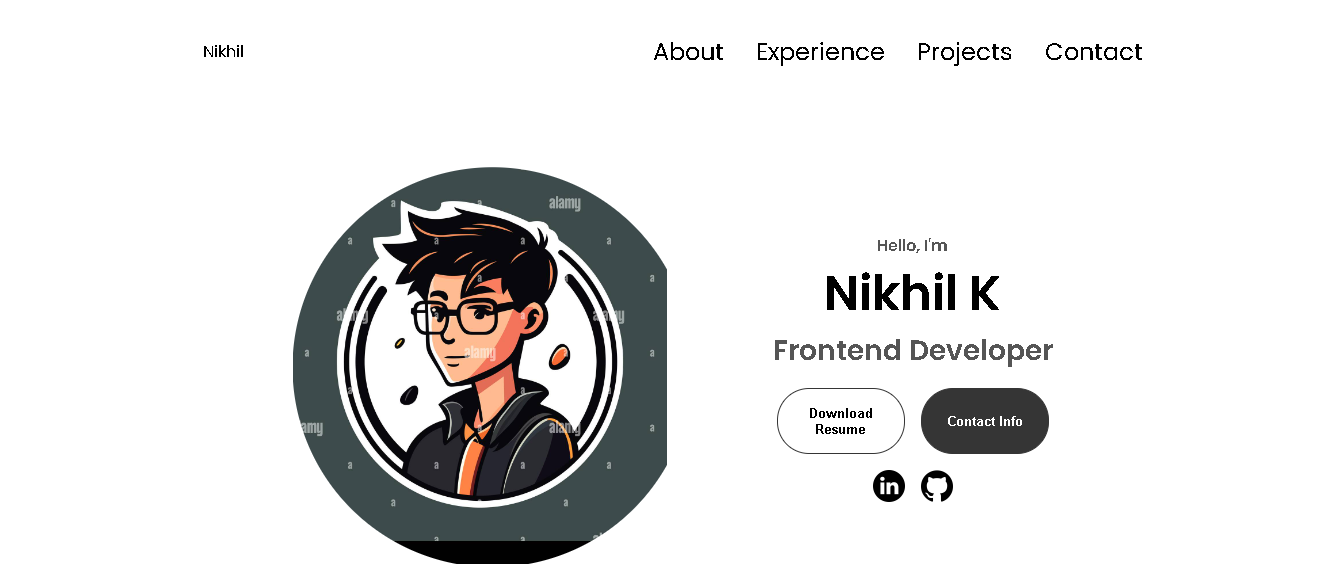 Nikhil
About Experience Projects Contact
alamy
alamy
alamy
alamy
alamy
alamy
Hello, I'm
Nikhil K
Frontend Developer
Download
Resume
Contact Info
in